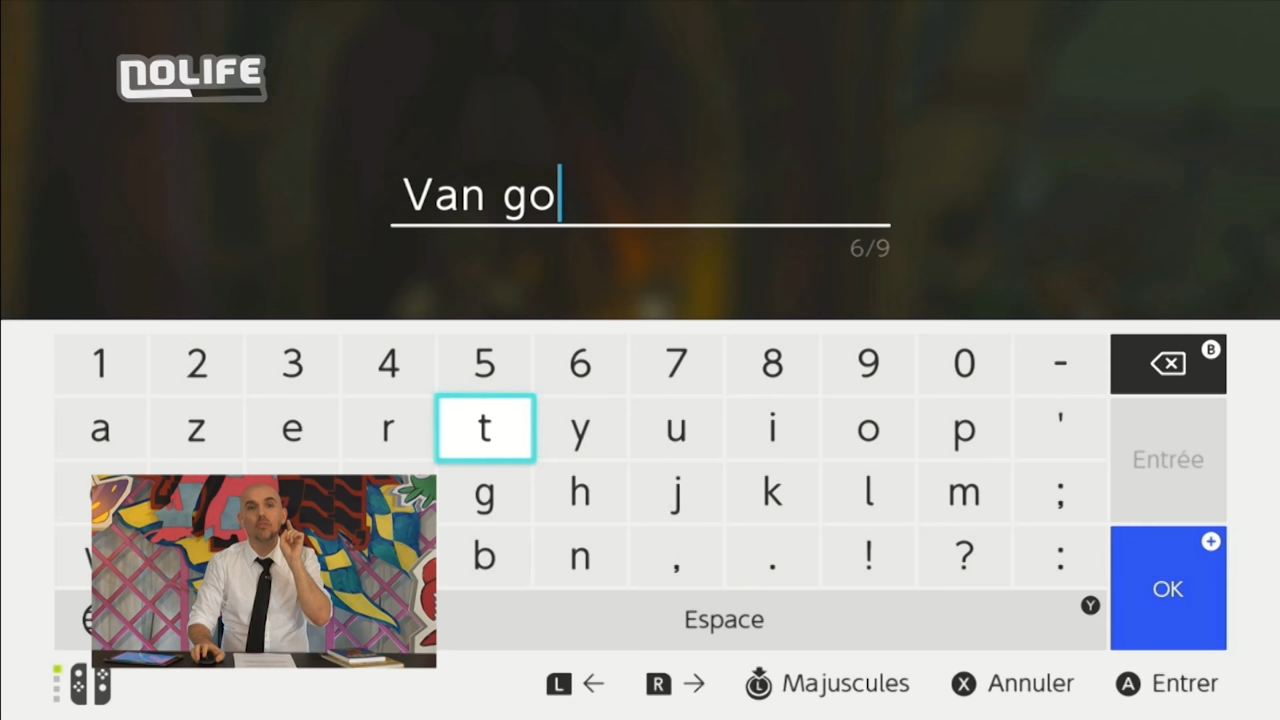 NOLIFE
Van go
6/9
1 2 3 4 5 6 7 8 9 0 -
a z e r t y u i o p '
B
g h j k l m ;
Entrée
b n , . ! ? :
+
OK
Espace
Y
L ← R → L Majuscules X Annuler A Entrer